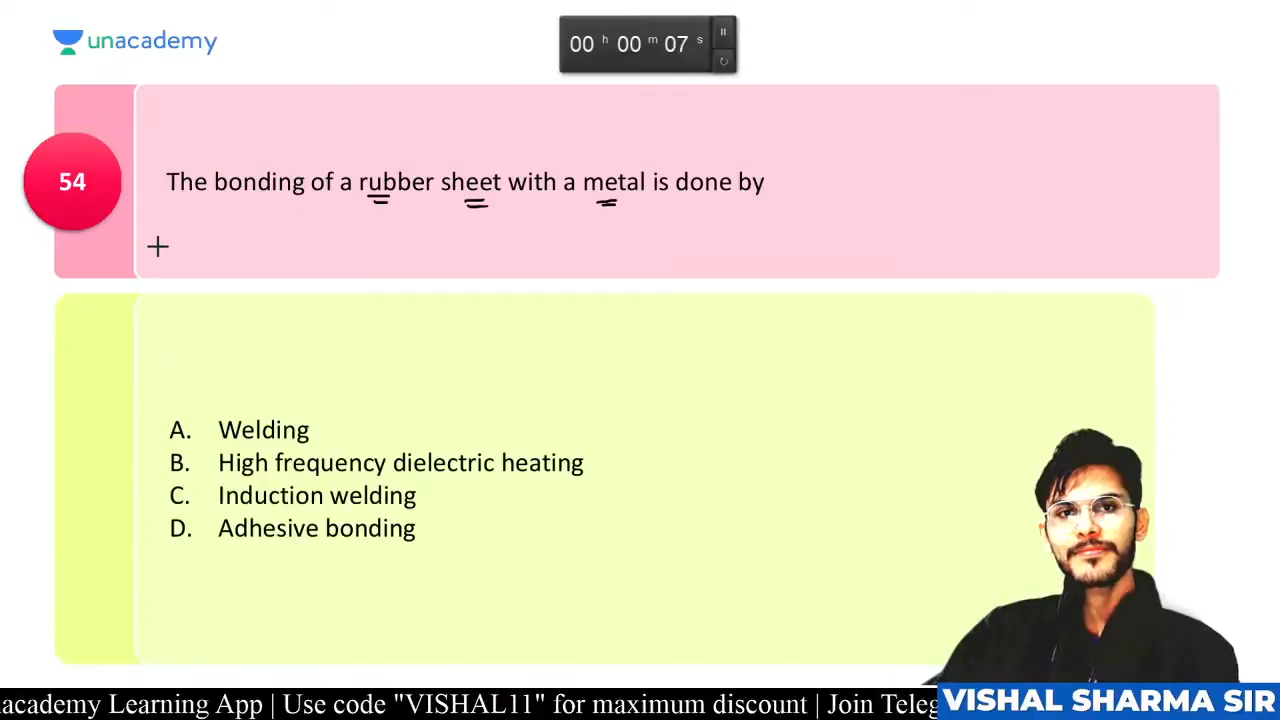 unacademy
00 h 00 m 07 s
54
The bonding of a rubber sheet with a metal is done by
A. Welding
B. High frequency dielectric heating
C. Induction welding
D. Adhesive bonding
academy Learning App | Use code "VISHAL11" for maximum discount | Join Teleg
VISHAL SHARMA SIR